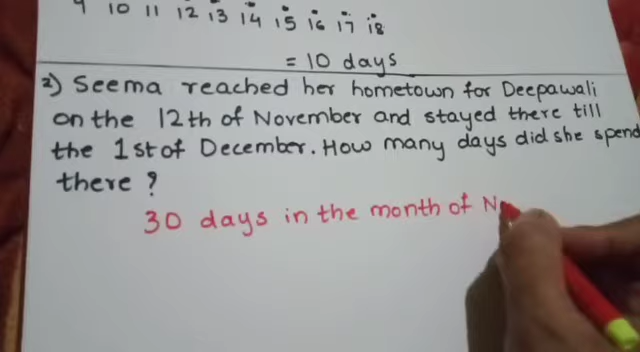 9 10 11 12 13 14 15 16 17 18
= 10 days
2) Seema reached her hometown for Deepawali
on the 12th of November and stayed there till
the 1st of December. How many days did she spend
there ?
30 days in the month of N